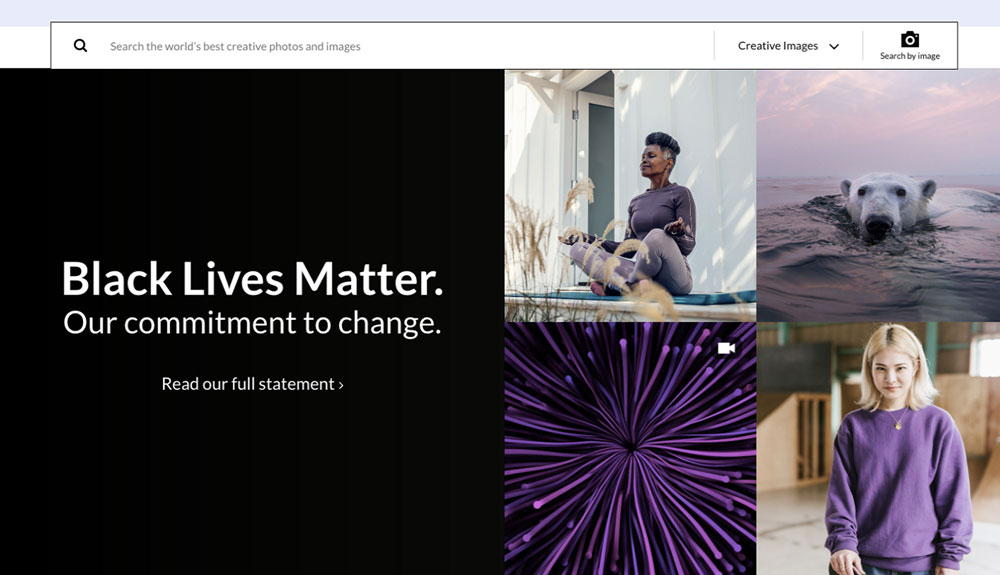 Search the world's best creative photos and images
Creative Images
Search by image
Black Lives Matter.
Our commitment to change.
Read our full statement ›